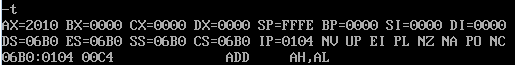 -t
AX=2010 BX=0000 CX=0000 DX=0000 SP=FFFE BP=0000 SI=0000 DI=0000
DS=06B0 ES=06B0 SS=06B0 CS=06B0 IP=0104 NV UP EI PL NZ NA PO NC
06B0:0104 00C4 ADD AH,AL